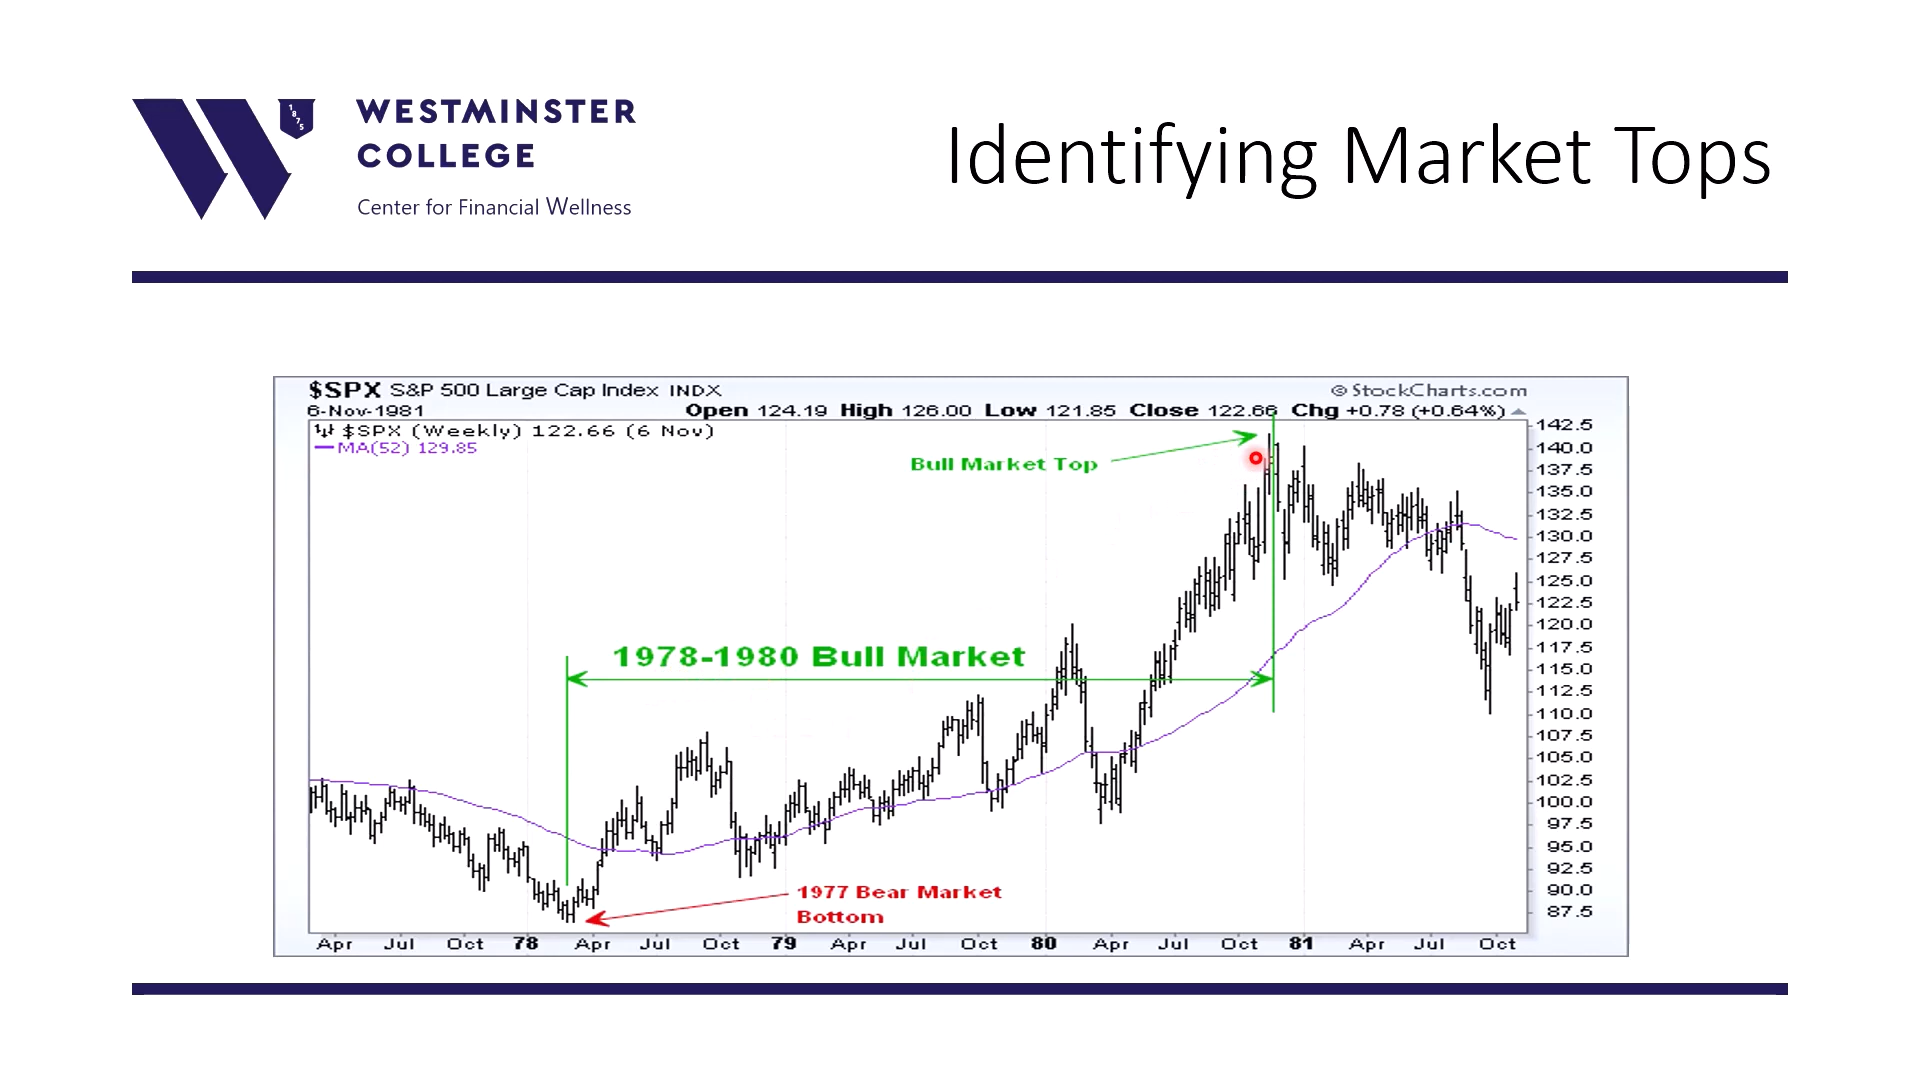 1875
WESTMINSTER
COLLEGE
Center for Financial Wellness
Identifying Market Tops
$SPX S&P 500 Large Cap Index INDX
© StockCharts.com
6-Nov-1981
Open 124.19 High 126.00 Low 121.85 Close 122.66 Chg +0.78 (+0.64%)
$SPX (Weekly) 122.66 (6 Nov)
MA(52) 129.85
Bull Market Top
1978-1980 Bull Market
1977 Bear Market
Bottom
142.5
140.0
137.5
135.0
132.5
130.0
127.5
125.0
122.5
120.0
117.5
115.0
112.5
110.0
107.5
105.0
102.5
100.0
97.5
95.0
92.5
90.0
87.5
Apr Jul Oct 78 Apr Jul Oct 79 Apr Jul Oct 80 Apr Jul Oct 81 Apr Jul Oct